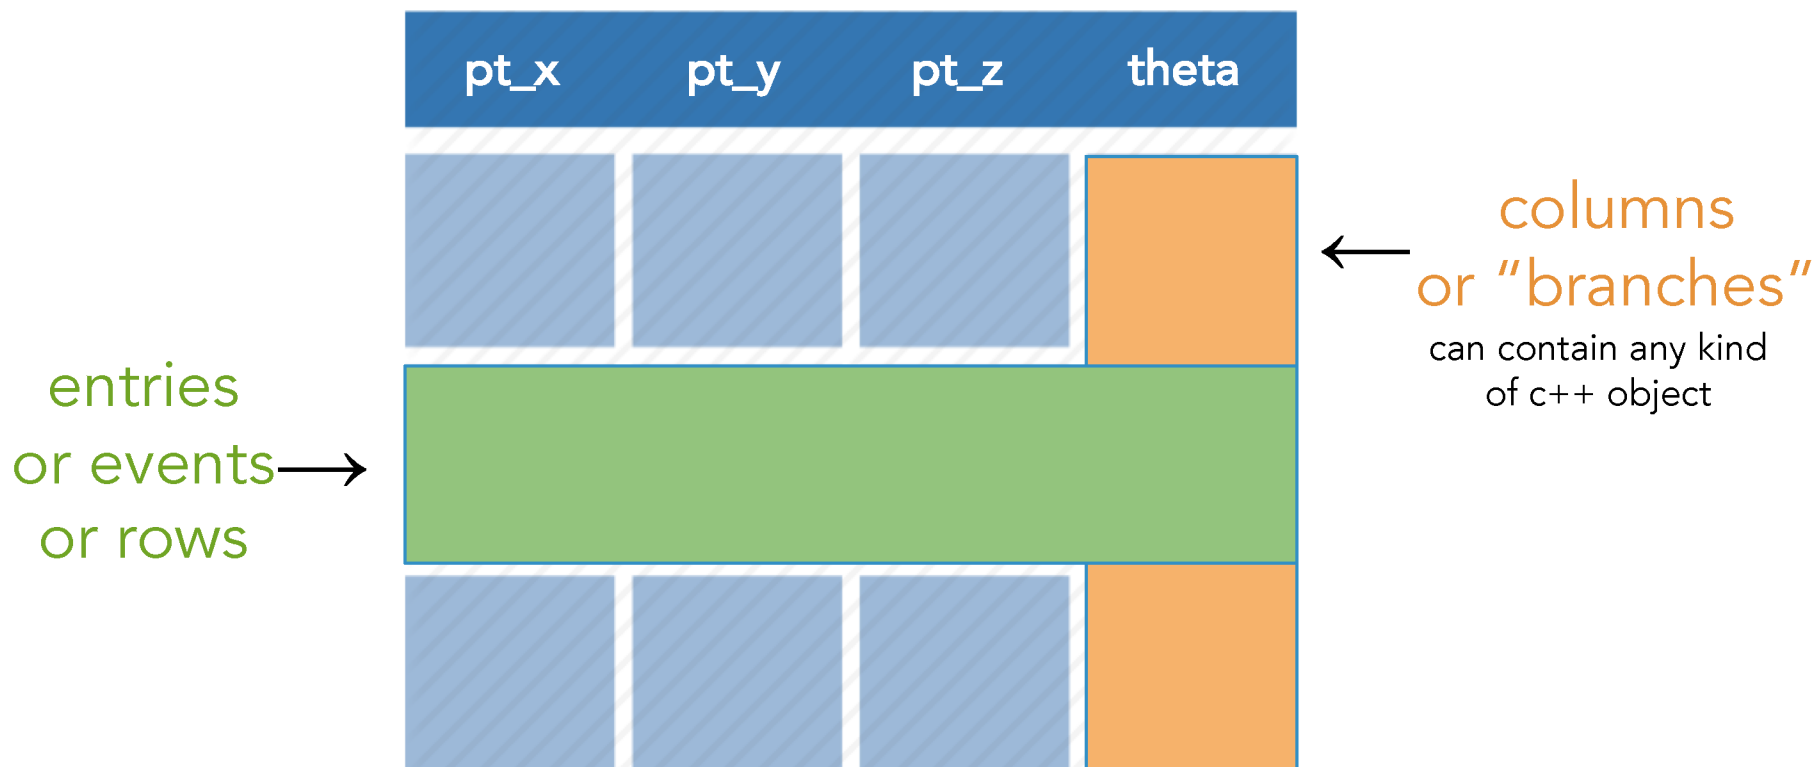 pt_x pt_y pt_z theta
columns
or “branches”
can contain any kind
of c++ object
entries
or events
or rows